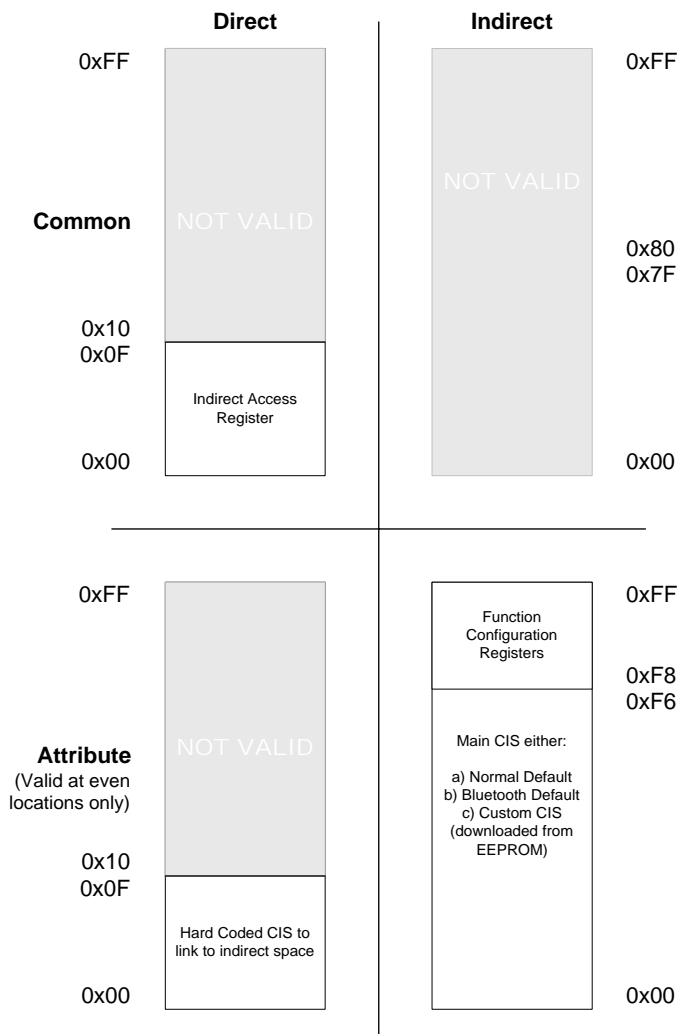 Direct
Indirect
0xFF
0xFF
NOT VALID
NOT VALID
Common
0x80
0x7F
0x10
0x0F
Indirect Access
Register
0x00
0x00
0xFF
0xFF
Function
Configuration
Registers
0xF8
0xF6
NOT VALID
Main CIS either:
Attribute
(Valid at even
locations only)
a) Normal Default
b) Bluetooth Default
c) Custom CIS
(downloaded from
EEPROM)
0x10
0x0F
Hard Coded CIS to
link to indirect space
0x00
0x00